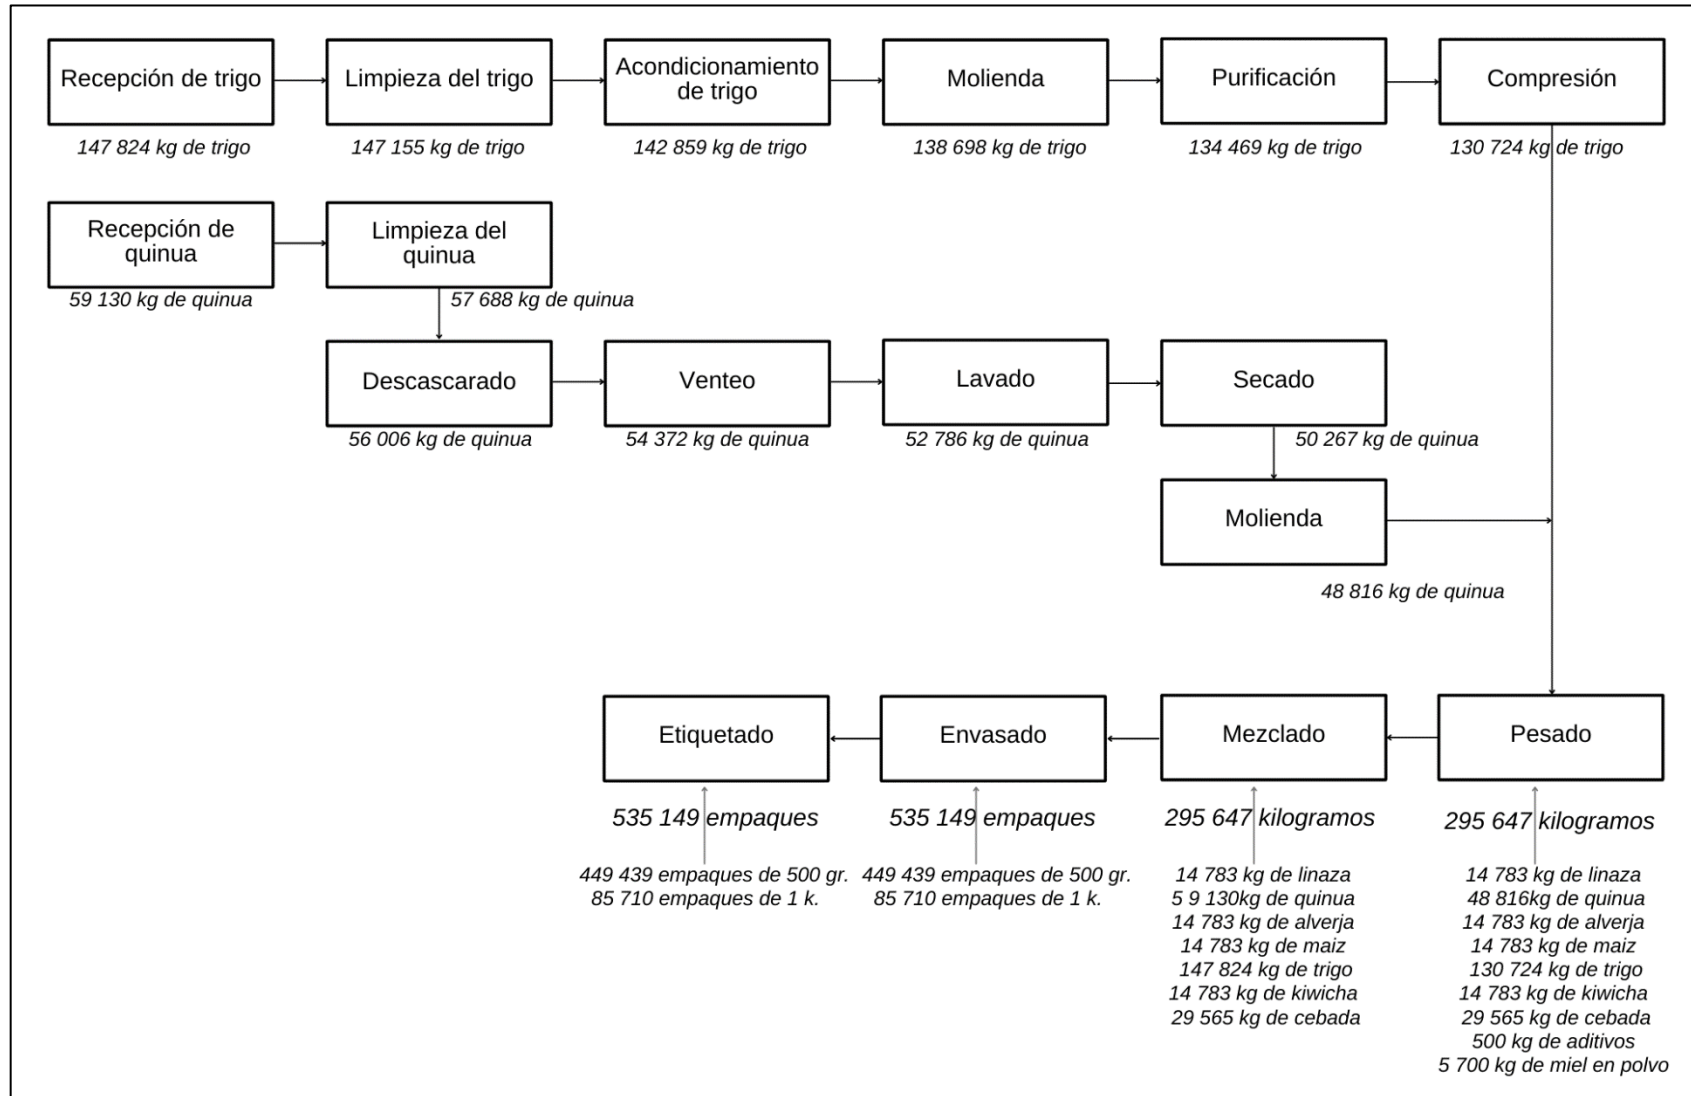 Recepción de trigo
Limpieza del trigo
Acondicionamiento
de trigo
Molienda
Purificación
Compresión
147 824 kg de trigo
147 155 kg de trigo
142 859 kg de trigo
138 698 kg de trigo
134 469 kg de trigo
130 724 kg de trigo
Recepción de
quinua
Limpieza del
quinua
59 130 kg de quinua
57 688 kg de quinua
Descascarado
Venteo
Lavado
Secado
56 006 kg de quinua
54 372 kg de quinua
52 786 kg de quinua
50 267 kg de quinua
Molienda
48 816 kg de quinua
Etiquetado
Envasado
Mezclado
Pesado
535 149 empaques
449 439 empaques de 500 gr.
85 710 empaques de 1 k.
535 149 empaques
449 439 empaques de 500 gr.
85 710 empaques de 1 k.
295 647 kilogramos
14 783 kg de linaza
5 9 130kg de quinua
14 783 kg de alverja
14 783 kg de maiz
147 824 kg de trigo
14 783 kg de kiwicha
29 565 kg de cebada
295 647 kilogramos
14 783 kg de linaza
48 816kg de quinua
14 783 kg de alverja
14 783 kg de maiz
130 724 kg de trigo
14 783 kg de kiwicha
29 565 kg de cebada
500 kg de aditivos
5 700 kg de miel en polvo